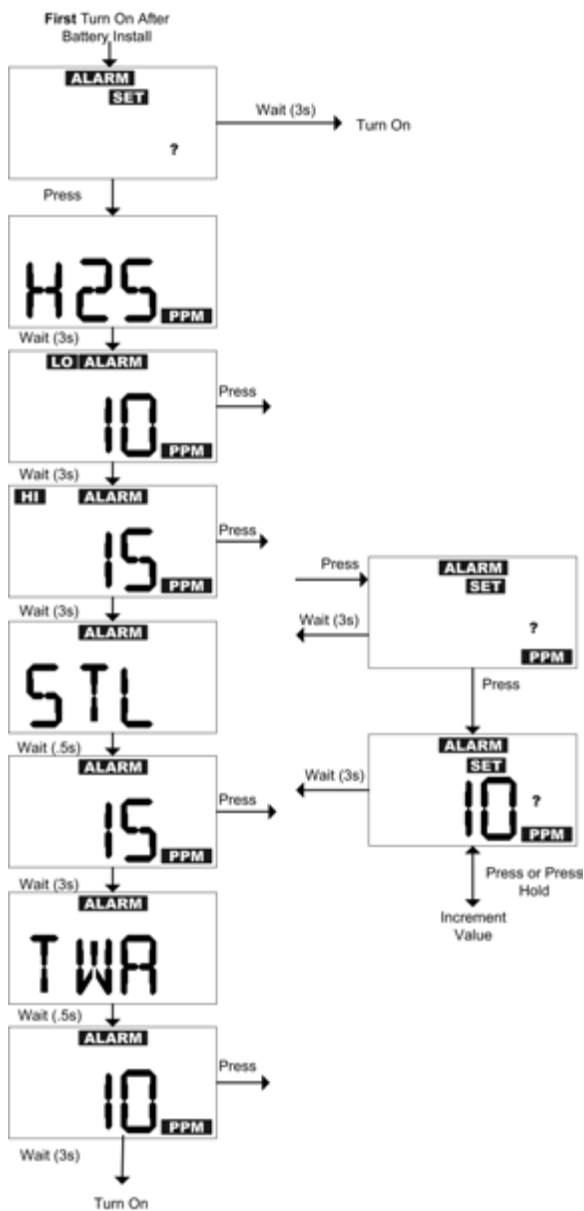 First Turn On After
Battery Install
ALARM
SET
?
Wait (3s)
Turn On
Press
H2S
PPM
Wait (3s)
LO ALARM
10
PPM
Press
Wait (3s)
HI ALARM
15
PPM
Press
Wait (3s)
ALARM
STL
Wait (.5s)
ALARM
15
PPM
Press
Wait (3s)
ALARM
TWA
Wait (.5s)
ALARM
10
PPM
Press
Wait (3s)
Turn On
Press
Wait (3s)
ALARM
SET
?
PPM
Press
Wait (3s)
ALARM
SET
10 ?
PPM
Press or Press
Hold
Increment
Value